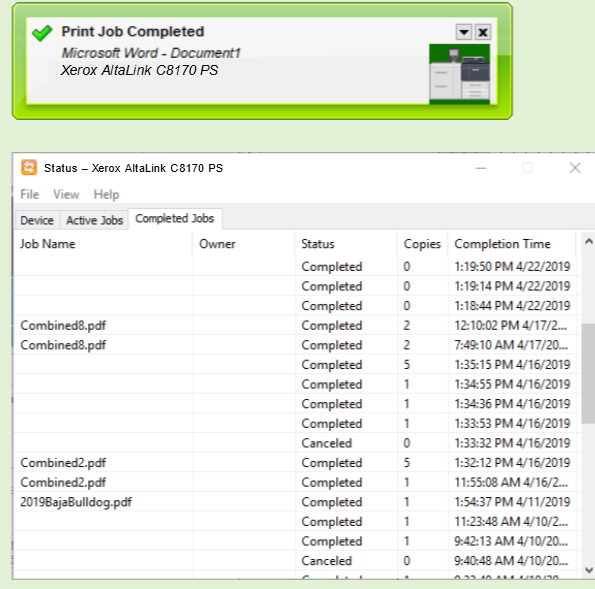 Print Job Completed
Microsoft Word - Document1
Xerox AltaLink C8170 PS
Status – Xerox AltaLink C8170 PS
File View Help
Device Active Jobs Completed Jobs
Job Name Owner Status Copies Completion Time
Completed 0 1:19:50 PM 4/22/2019
Completed 0 1:19:14 PM 4/22/2019
Completed 0 1:18:44 PM 4/22/2019
Combined8.pdf Completed 2 12:10:02 PM 4/17/2...
Combined8.pdf Completed 2 7:49:10 AM 4/17/20...
Completed 5 1:35:15 PM 4/16/2019
Completed 1 1:34:55 PM 4/16/2019
Completed 1 1:34:36 PM 4/16/2019
Completed 1 1:33:53 PM 4/16/2019
Canceled 0 1:33:32 PM 4/16/2019
Combined2.pdf Completed 5 1:32:12 PM 4/16/2019
Combined2.pdf Completed 1 11:55:08 AM 4/16/2...
2019BajaBulldog.pdf Completed 1 1:54:37 PM 4/11/2019
Completed 1 11:23:48 AM 4/10/2...
Completed 1 9:42:13 AM 4/10/20...
Canceled 0 9:40:48 AM 4/10/20...